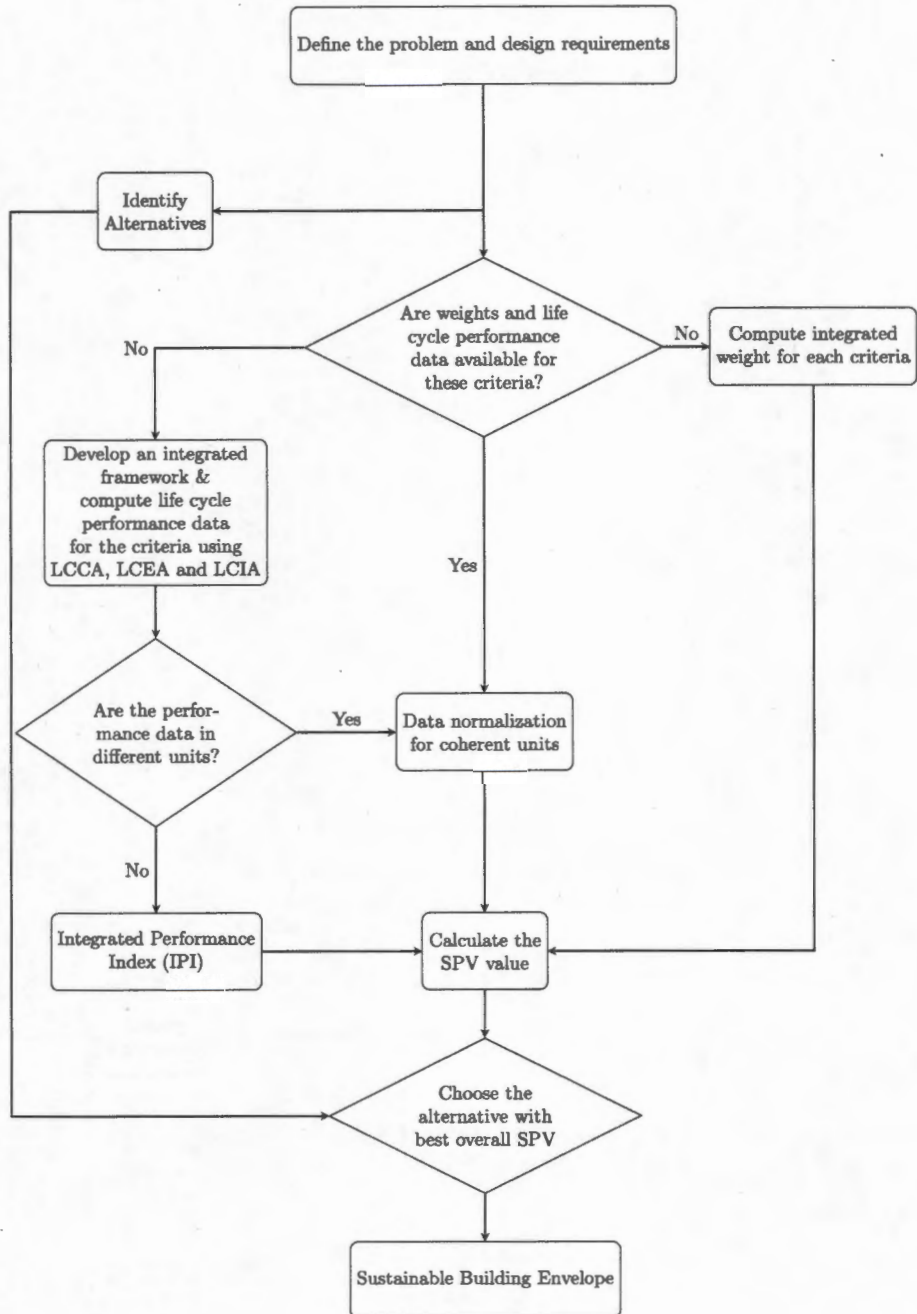 Define the problem and design requirements
Identify
Alternatives
Are weights and life
cycle performance
data available for
these criteria?
No
Compute integrated
weight for each criteria
No
Develop an integrated
framework &
compute life cycle
performance data
for the criteria using
LCCA, LCEA and LCIA
Yes
Are the perfor-
mance data in
different units?
Yes
Data normalization
for coherent units
No
Integrated Performance
Index (IPI)
Calculate the
SPV value
Choose the
alternative with
best overall SPV
Sustainable Building Envelope